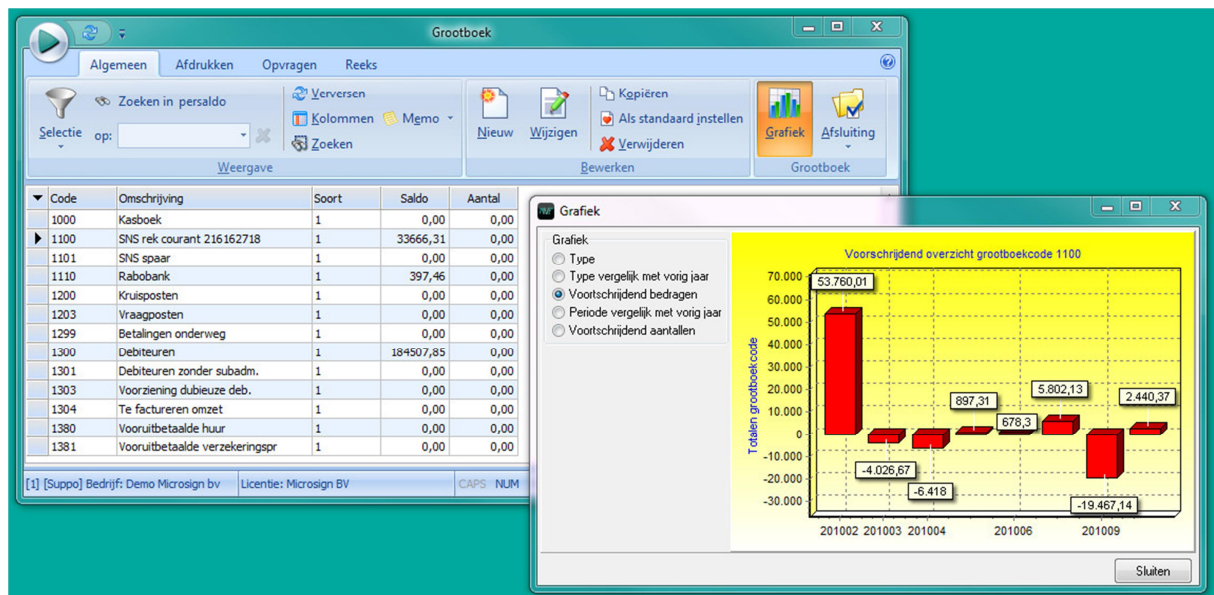 Grootboek
Algemeen Afdrukken Opvragen Reeks
Selectie
Zoeken in persaldo
op:
Verversen
Kolommen
Memo
Zoeken
Weergave
Nieuw
Wijzigen
Kopiëren
Als standaard instellen
Verwijderen
Bewerken
Grafiek
Afsluiting
Grootboek
Code Omschrijving Soort Saldo Aantal
1000 Kasboek 1 0,00 0,00
1100 SNS rek courant 216162718 1 33666,31 0,00
1101 SNS spaar 1 0,00 0,00
1110 Rabobank 1 397,46 0,00
1200 Kruisposten 1 0,00 0,00
1203 Vraagposten 1 0,00 0,00
1299 Betalingen onderweg 1 0,00 0,00
1300 Debiteuren 1 184507,85 0,00
1301 Debiteuren zonder subadm. 1 0,00 0,00
1303 Voorziening dubieuze deb. 1 0,00 0,00
1304 Te factureren omzet 1 0,00 0,00
1380 Vooruitbetaalde huur 1 0,00 0,00
1381 Vooruitbetaalde verzekeringspr 1 0,00 0,00
[1] [Suppo] Bedrijf: Demo Microsign bv Licentie: Microsign BV CAPS NUM
Grafiek
Grafiek
Type
Type vergelijk met vorig jaar
Voortschrijdend bedragen
Periode vergelijk met vorig jaar
Voortschrijdend aantallen
Voorschrijdend overzicht grootboekcode 1100
Totalen grootboekcode
70.000
60.000
50.000
40.000
30.000
20.000
10.000
0
-10.000
-20.000
-30.000
53.760,01
-4.026,67
-6.418
897,31
678,3
5.802,13
-19.467,14
2.440,37
201002 201003 201004 201006 201009
Sluiten